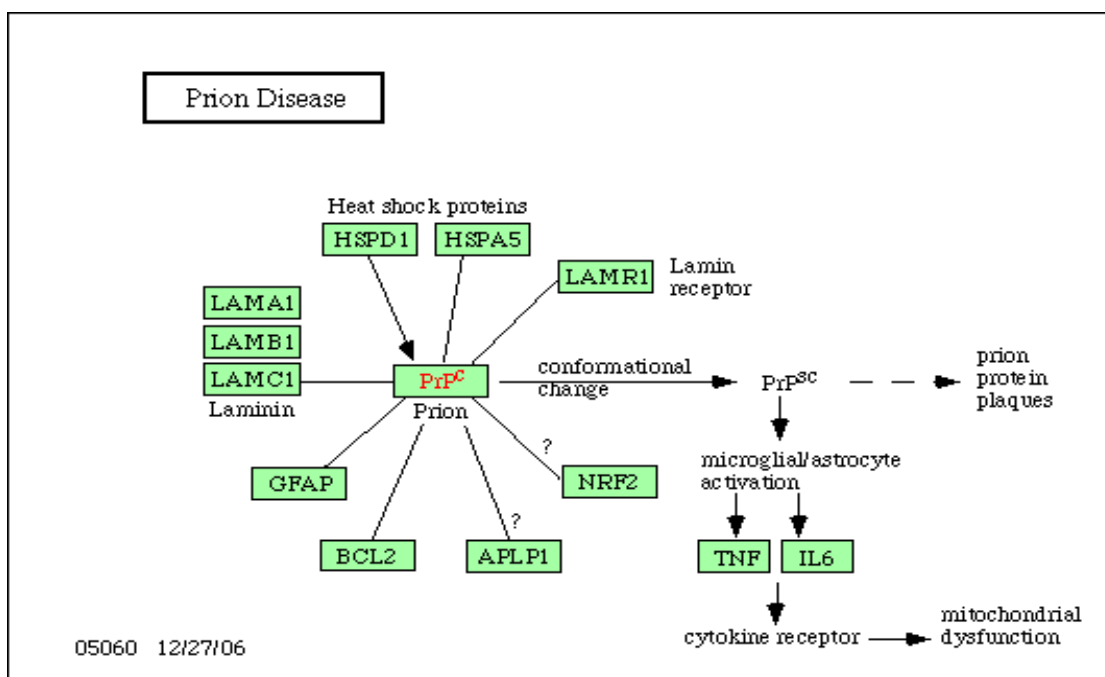 Prion Disease
Heat shock proteins
HSPD1
HSPA5
LAMR1
Lamin
receptor
LAMA1
LAMB1
LAMC1
Laminin
PrPC
Prion
conformational
change
PrPSC
prion
protein
plaques
?
GFAP
NRF2
microglial/astrocyte
activation
?
BCL2
APLP1
TNF
IL6
cytokine receptor
mitochondrial
dysfunction
05060 12/27/06